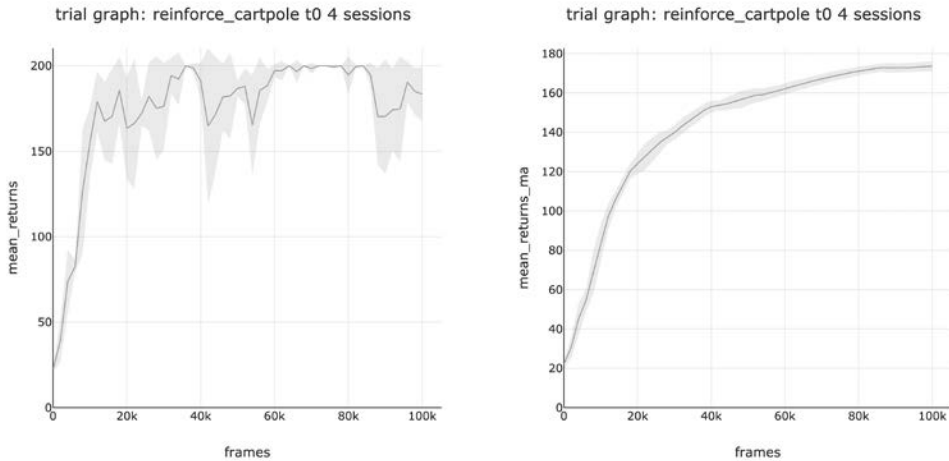 trial graph: reinforce_cartpole t0 4 sessions
mean_returns
200
150
100
50
0
0 20k 40k 60k 80k 100k
frames
trial graph: reinforce_cartpole t0 4 sessions
mean_returns_ma
180
160
140
120
100
80
60
40
20
0
0 20k 40k 60k 80k 100k
frames